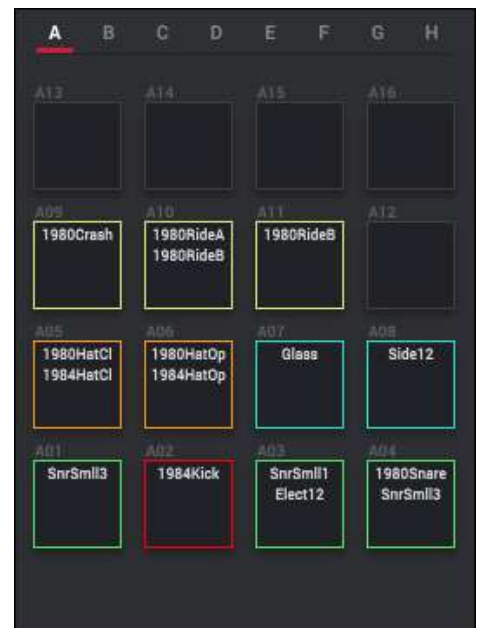 A B C D E F G H
A13 A14 A15 A16
A09 A10 A11 A12
1980Crash 1980RideA 1980RideB
1980RideB
A05 A06 A07 A08
1980HatCl 1980HatOp Glass Side12
1984HatCl 1984HatOp
A01 A02 A03 A04
SnrSmll3 1984Kick SnrSmll1 1980Snare
Elect12 SnrSmll3